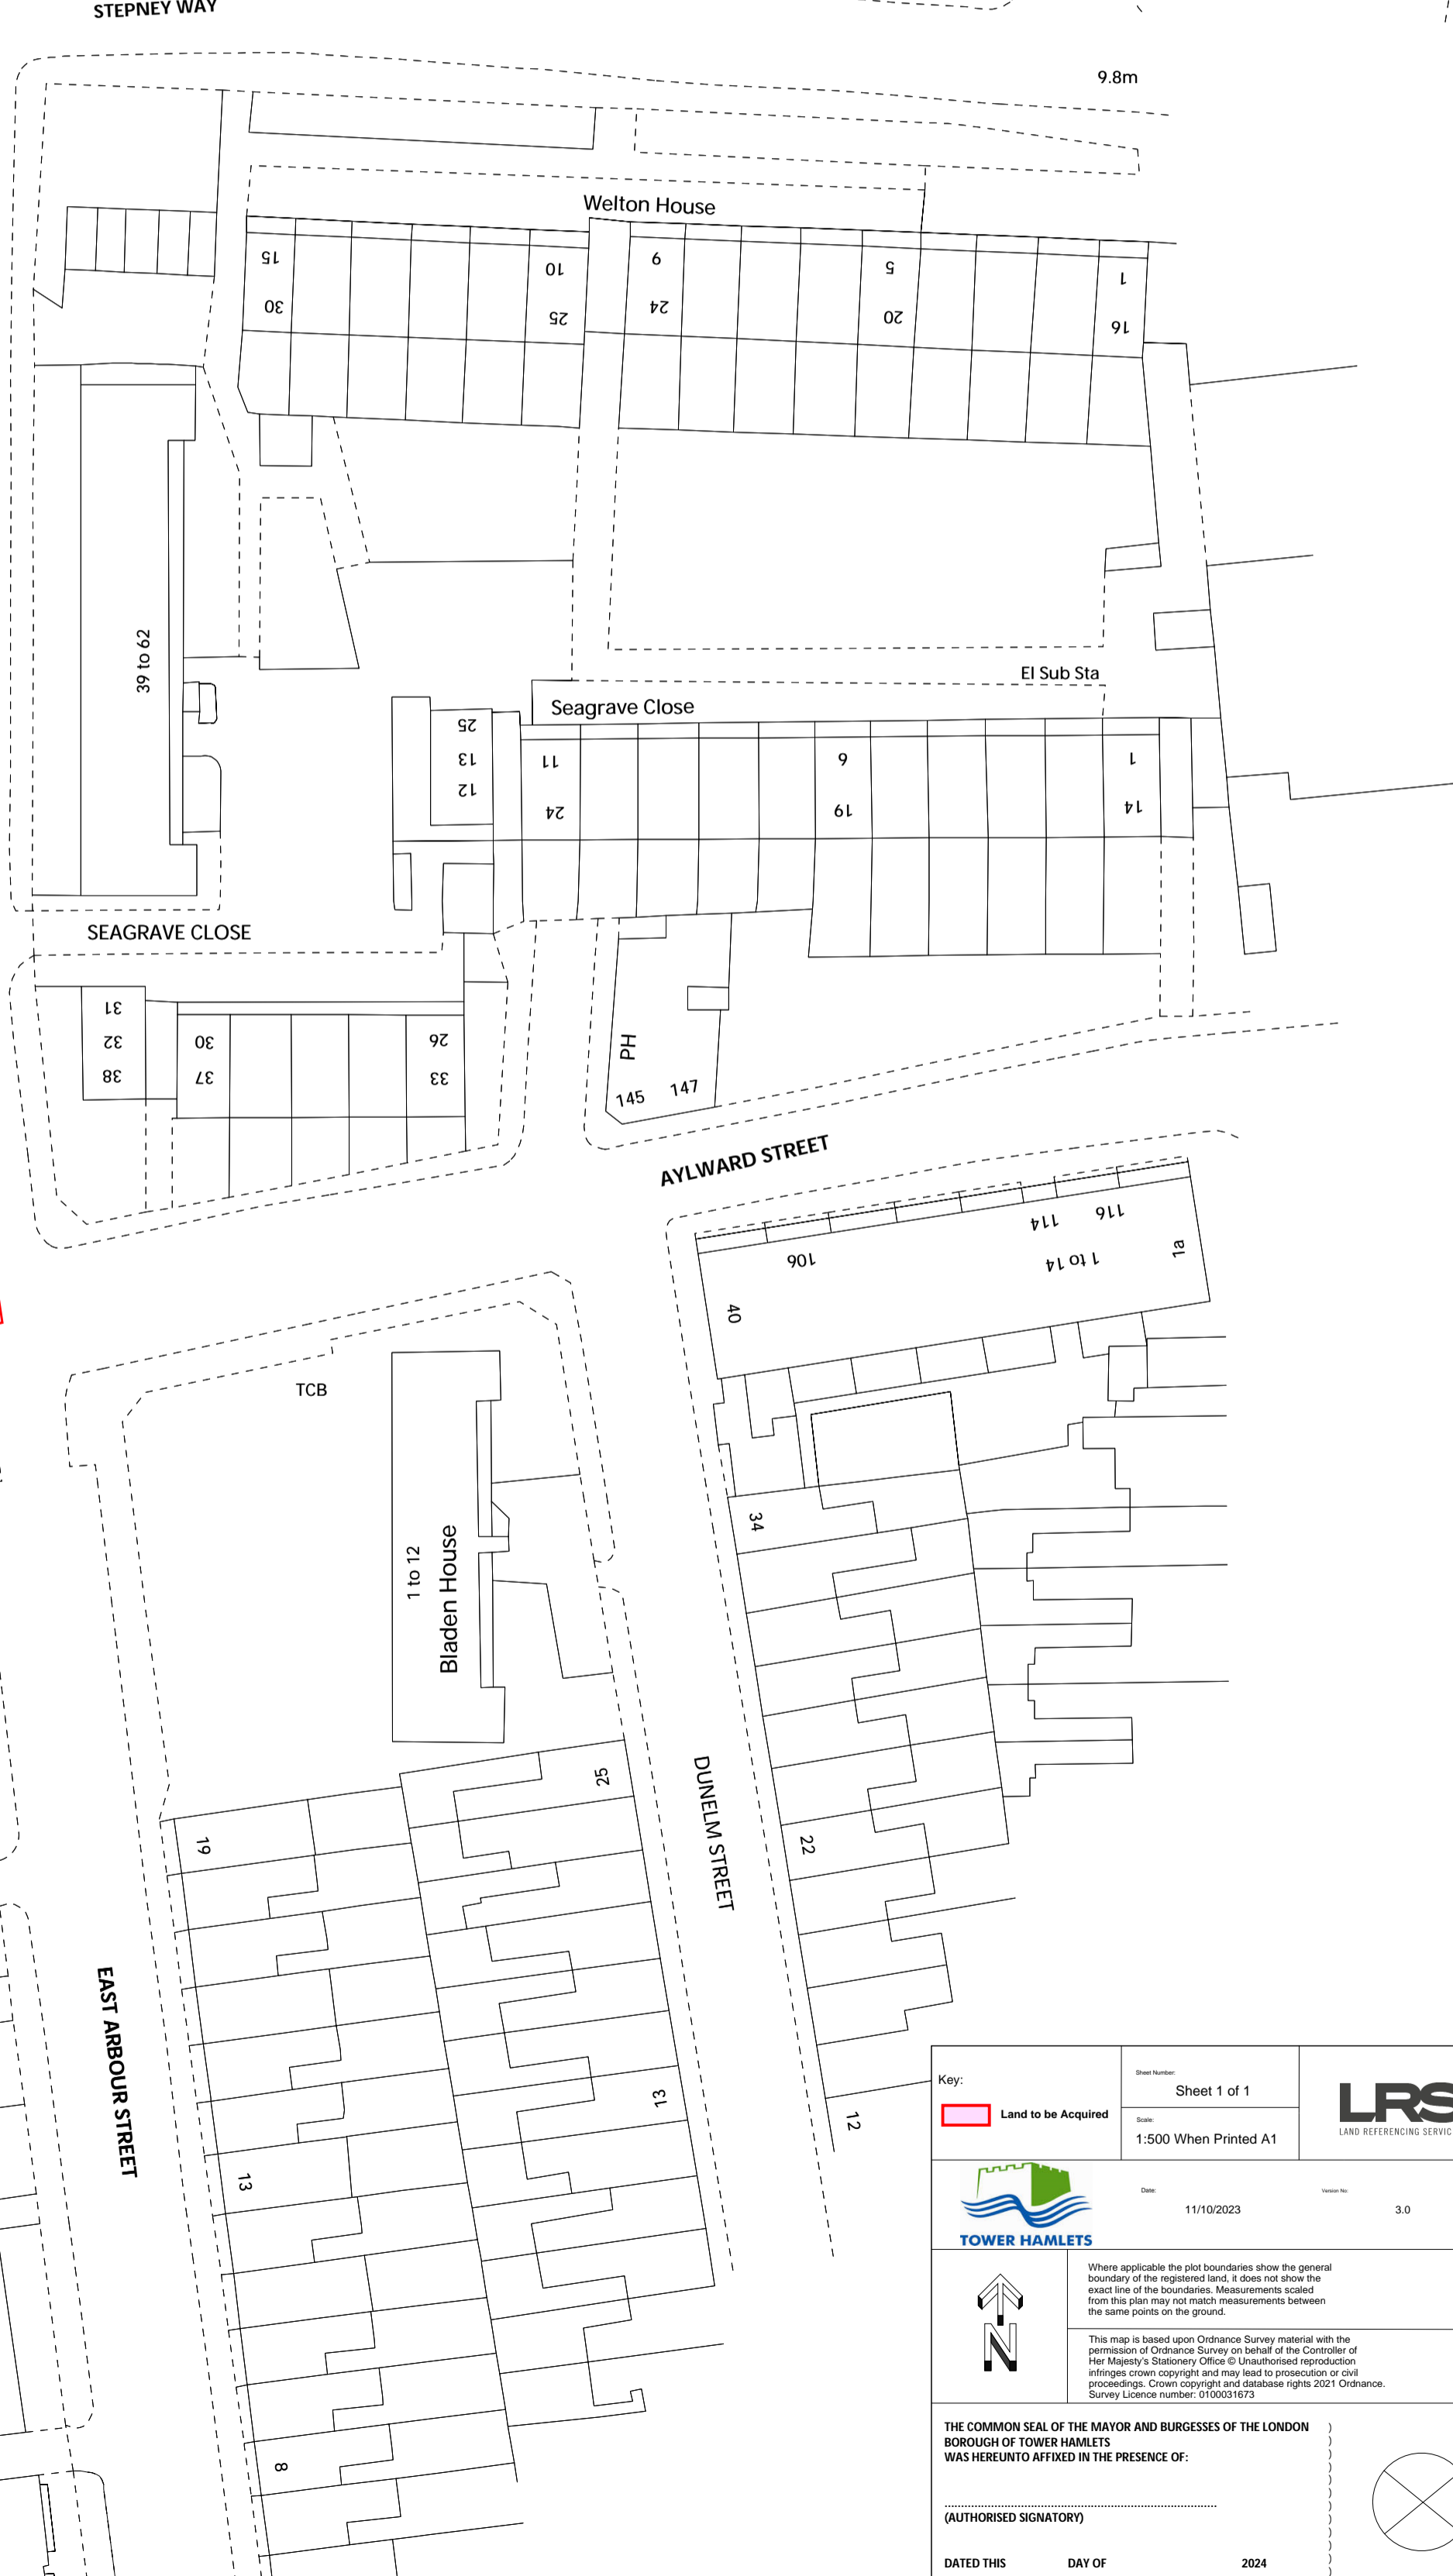 STEPNEY WAY
9.8m
Welton House
15
10
9
5
1
30
25
24
20
16
39 to 62
El Sub Sta
Seagrave Close
25
13
12
11
6
1
24
19
14
SEAGRAVE CLOSE
31
32
38
30
37
26
33
PH
145
147
AYLWARD STREET
106
114
116
1 to 14
1a
40
TCB
34
1 to 12
Bladen House
25
DUNELM STREET
22
19
EAST ARBOUR STREET
13
12
13
8
Key:
Land to be Acquired
Sheet Number:
Sheet 1 of 1
Scale:
1:500 When Printed A1
LRS
LAND REFERENCING SERVIC
TOWER HAMLETS
Date:
11/10/2023
Version No:
3.0
N
Where applicable the plot boundaries show the general
boundary of the registered land, it does not show the
exact line of the boundaries. Measurements scaled
from this plan may not match measurements between
the same points on the ground.
This map is based upon Ordnance Survey material with the
permission of Ordnance Survey on behalf of the Controller of
Her Majesty's Stationery Office © Unauthorised reproduction
infringes crown copyright and may lead to prosecution or civil
proceedings. Crown copyright and database rights 2021 Ordnance.
Survey Licence number: 0100031673
THE COMMON SEAL OF THE MAYOR AND BURGESSES OF THE LONDON
BOROUGH OF TOWER HAMLETS
WAS HEREUNTO AFFIXED IN THE PRESENCE OF:
(AUTHORISED SIGNATORY)
DATED THIS DAY OF 2024